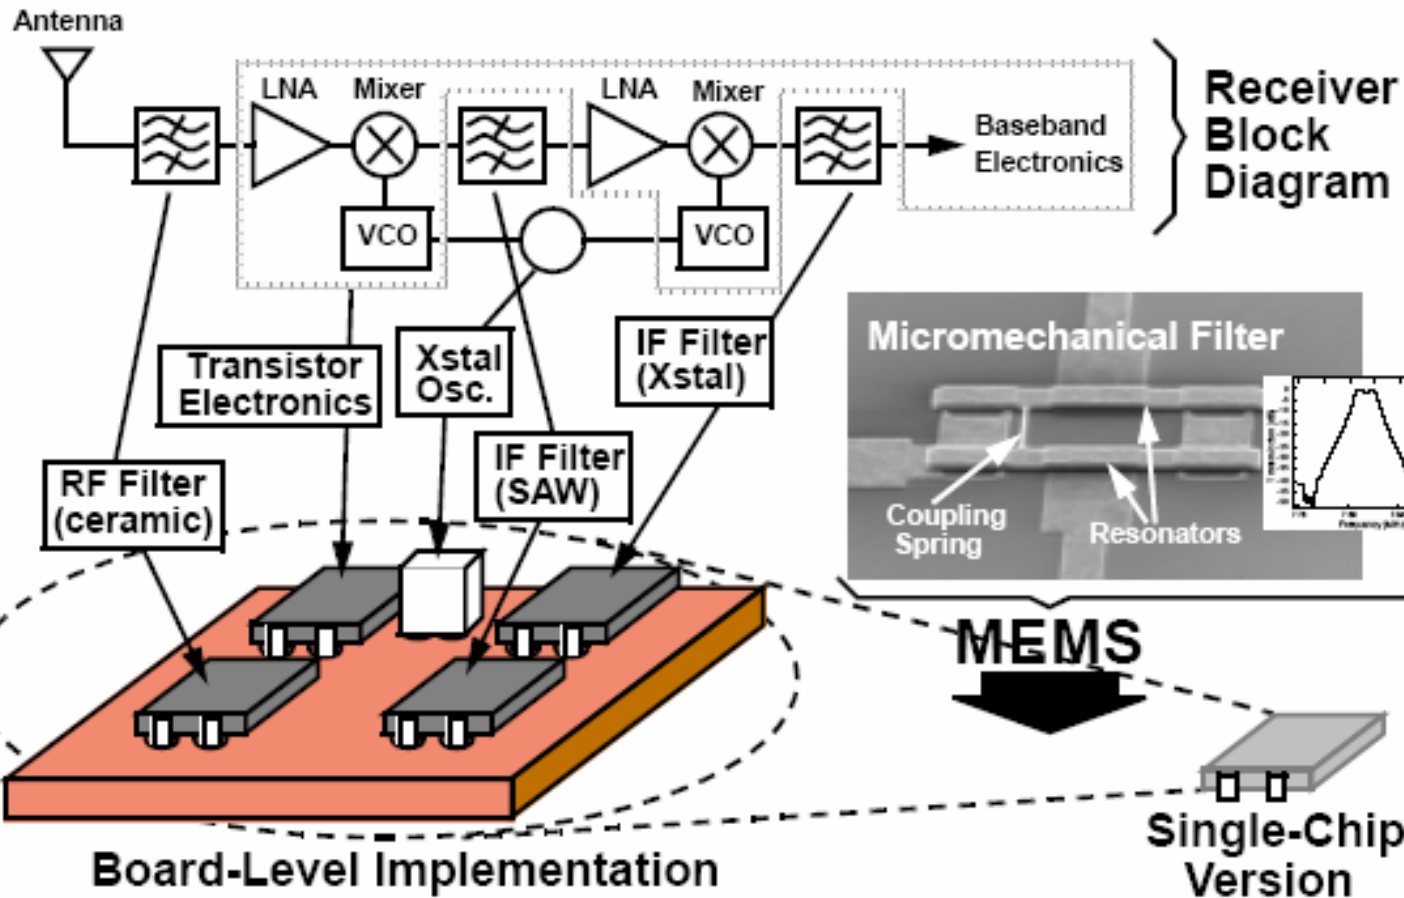 Antenna
LNA
Mixer
LNA
Mixer
Baseband
Electronics
VCO
VCO
Receiver
Block
Diagram
Transistor
Electronics
Xstal
Osc.
IF Filter
(Xstal)
RF Filter
(ceramic)
IF Filter
(SAW)
Micromechanical Filter
Coupling
Spring
Resonators
MEMS
Board-Level Implementation
Single-Chip
Version